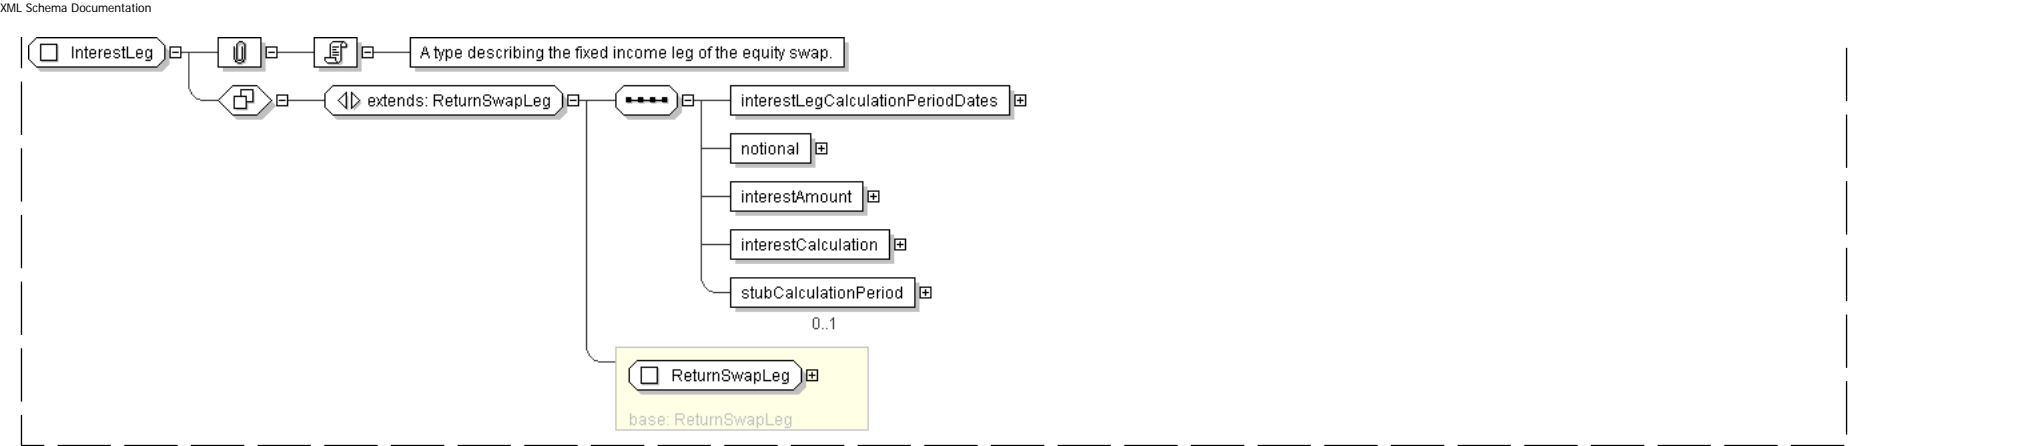 XML Schema Documentation
InterestLeg
A type describing the fixed income leg of the equity swap.
extends: ReturnSwapLeg
interestLegCalculationPeriodDates
notional
interestAmount
interestCalculation
stubCalculationPeriod
0..1
ReturnSwapLeg
base: ReturnSwapLeg